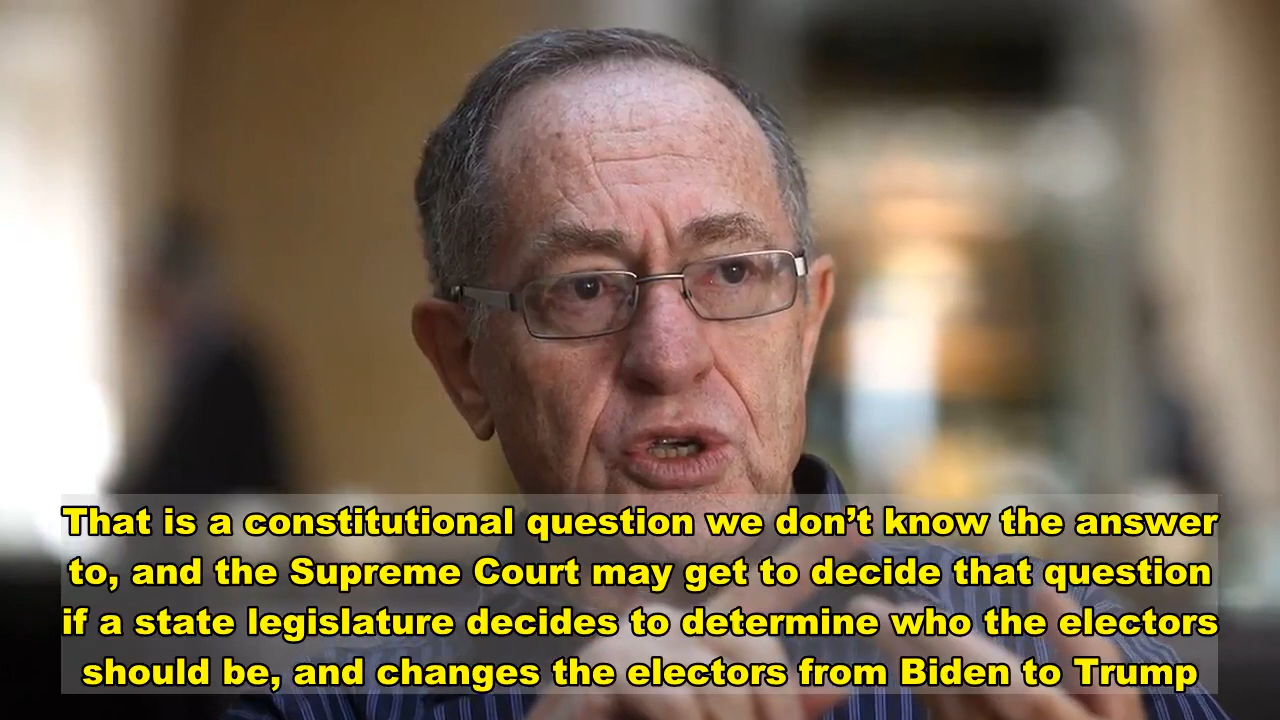 That is a constitutional question we don’t know the answer
to, and the Supreme Court may get to decide that question
if a state legislature decides to determine who the electors
should be, and changes the electors from Biden to Trump